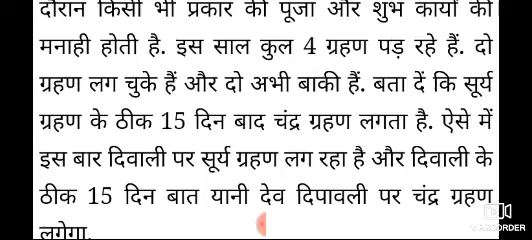 दौरान किसी भी प्रकार की पूजा और शुभ कार्यों की
मनाही होती है. इस साल कुल 4 ग्रहण पड़ रहे हैं. दो
ग्रहण लग चुके हैं और दो अभी बाकी हैं. बता दें कि सूर्य
ग्रहण के ठीक 15 दिन बाद चंद्र ग्रहण लगता है. ऐसे में
इस बार दिवाली पर सूर्य ग्रहण लग रहा है और दिवाली के
ठीक 15 दिन बात यानी देव दिपावली पर चंद्र ग्रहण
लगेगा.